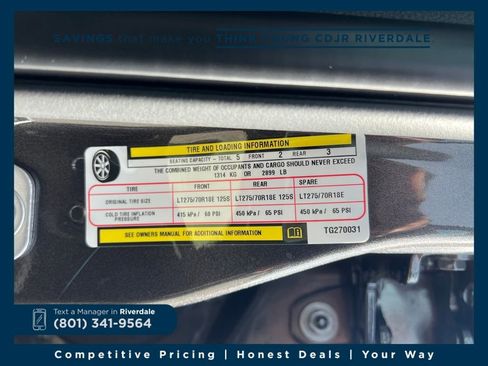 SAVINGS that make you THINK YOUNG CDJR RIVERDALE.
TIRE AND LOADING INFORMATION
SEATING CAPACITY - TOTAL 5 FRONT 2 REAR 3
THE COMBINED WEIGHT OF OCCUPANTS AND CARGO SHOULD NEVER EXCEED
1314 KG OR 2899 LB
TIRE FRONT REAR SPARE
ORIGINAL TIRE SIZE LT275/70R18E 125S LT275/70R18E 125S LT275/70R18E
COLD TIRE INFLATION PRESSURE 415 kPa / 60 PSI 450 kPa / 65 PSI 450 kPa / 65 PSI
SEE OWNERS MANUAL FOR ADDITIONAL INFORMATION TG270031
Text a Manager in Riverdale
(801) 341-9564
Competitive Pricing | Honest Deals | Your Way